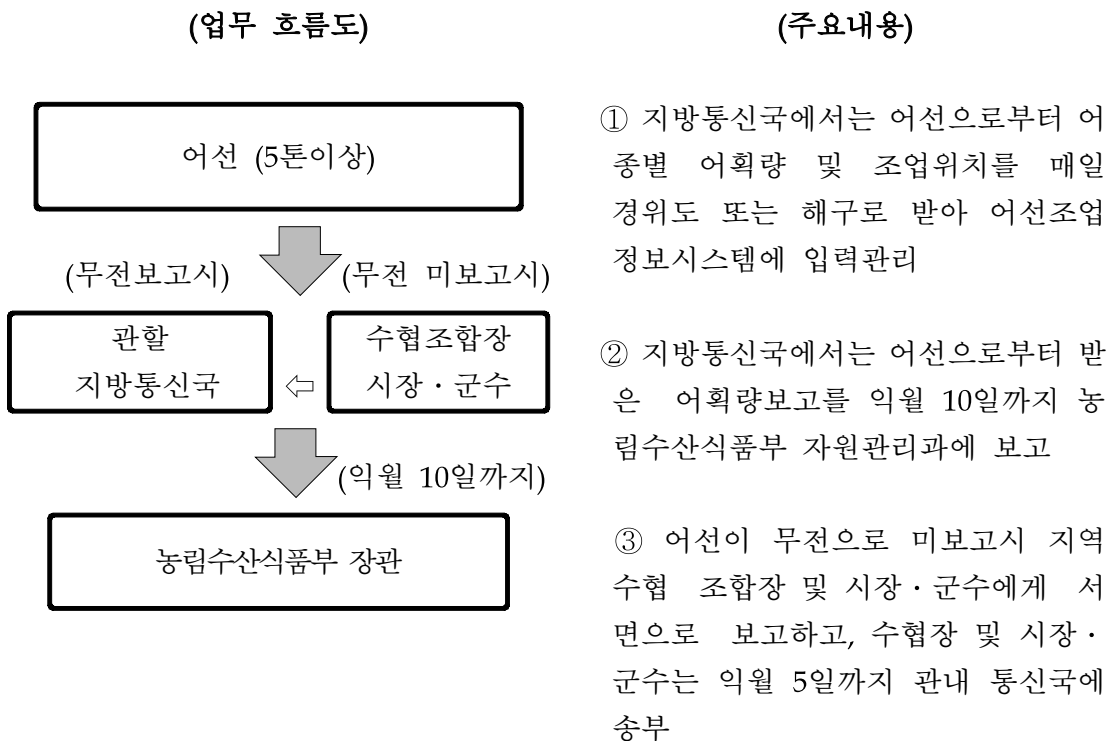 (업무 흐름도)
어선 (5톤이상)
(무전보고시)
(무전 미보고시)
관할
지방통신국
⇦
수협조합장
시장・군수
(익월 10일까지)
농림수산식품부 장관
(주요내용)
① 지방통신국에서는 어선으로부터 어
종별 어획량 및 조업위치를 매일
경위도 또는 해구로 받아 어선조업
정보시스템에 입력관리
② 지방통신국에서는 어선으로부터 받
은 어획량보고를 익월 10일까지 농
림수산식품부 자원관리과에 보고
③ 어선이 무전으로 미보고시 지역
수협 조합장 및 시장・군수에게 서
면으로 보고하고, 수협장 및 시장・
군수는 익월 5일까지 관내 통신국에
송부